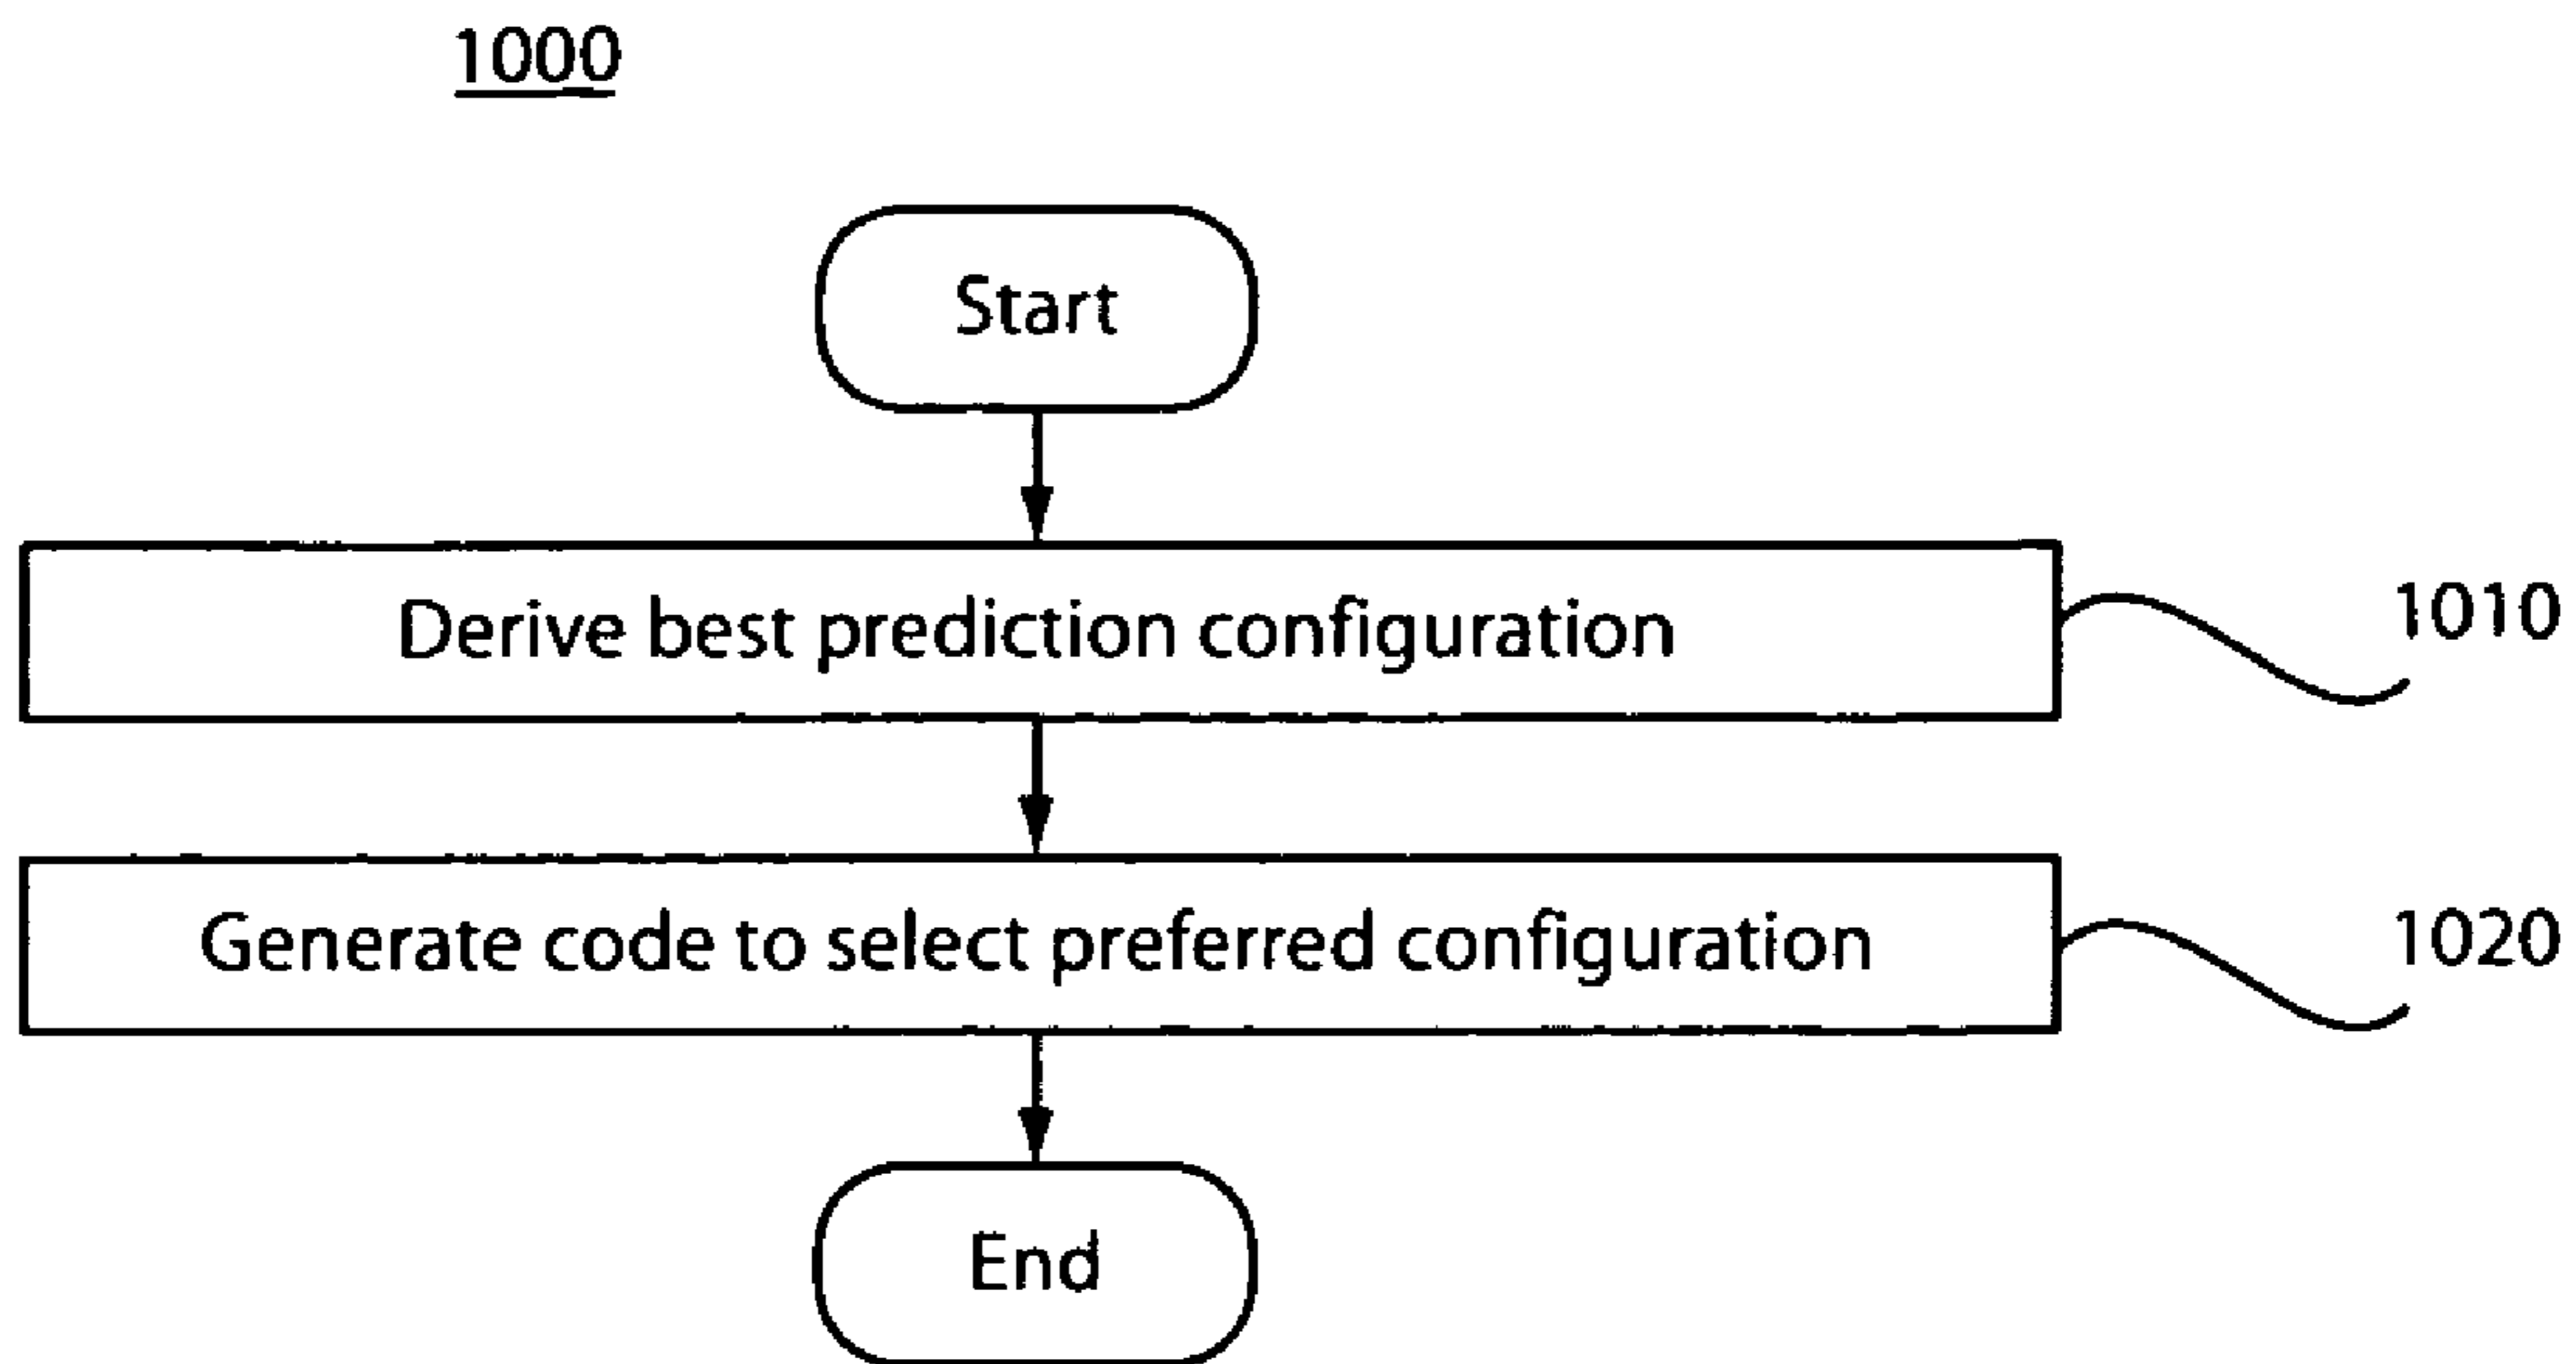 1000
Start
Derive best prediction configuration
1010
Generate code to select preferred configuration
1020
End